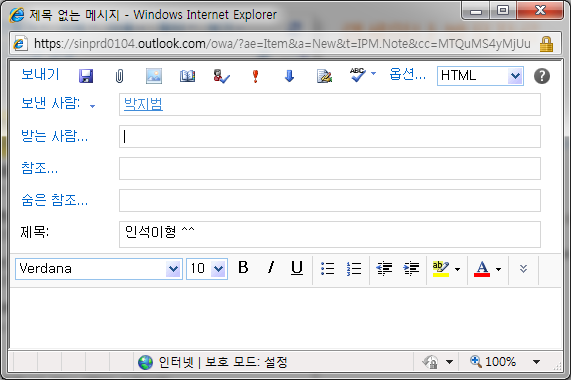 제목 없는 메시지 - Windows Internet Explorer
https://sinprd0104.outlook.com/owa/?ae=Item&a=New&t=IPM.Note&cc=MTQuMS4yMjUu
보내기 ABC 옵션... HTML ?
보낸 사람: 박지범
받는 사람...
참조...
숨은 참조...
제목: 인석이형 ^^
Verdana 10 B I U ab A
인터넷 | 보호 모드: 설정 100%